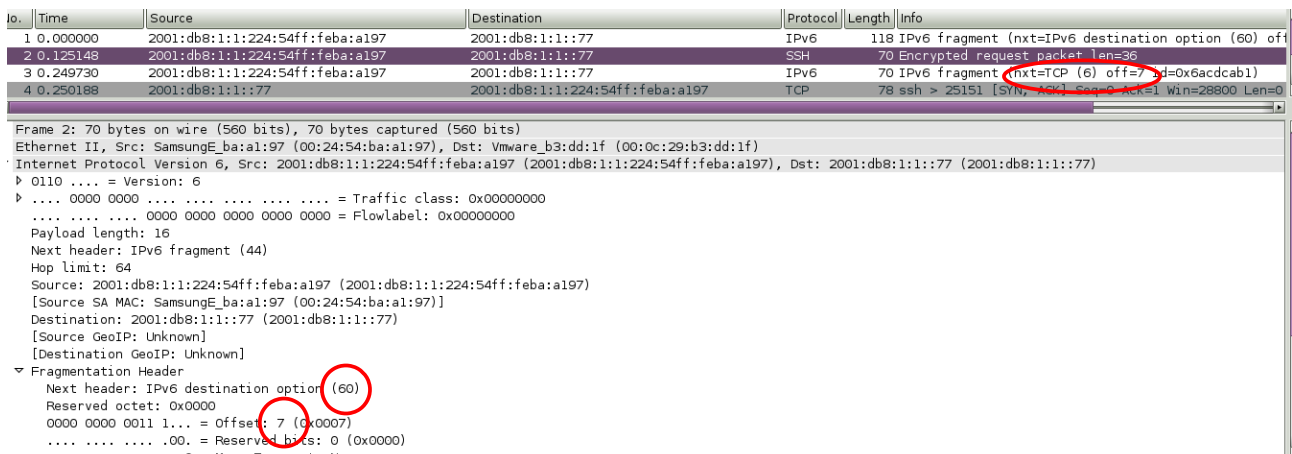 No. Time Source Destination Protocol Length Info
1 0.000000 2001:db8:1:1:224:54ff:feba:a197 2001:db8:1:1::77 IPv6 118 IPv6 fragment (nxt=IPv6 destination option (60) off
2 0.125148 2001:db8:1:1:224:54ff:feba:a197 2001:db8:1:1::77 SSH 70 Encrypted request packet len=36
3 0.249730 2001:db8:1:1:224:54ff:feba:a197 2001:db8:1:1::77 IPv6 70 IPv6 fragment (nxt=TCP (6) off=7 id=0x6acdcab1)
4 0.250188 2001:db8:1:1::77 2001:db8:1:1:224:54ff:feba:a197 TCP 78 ssh > 25151 [SYN, ACK] Seq=0 Ack=1 Win=28800 Len=0
Frame 2: 70 bytes on wire (560 bits), 70 bytes captured (560 bits)
Ethernet II, Src: SamsungE_ba:a1:97 (00:24:54:ba:a1:97), Dst: Vmware_b3:dd:1f (00:0c:29:b3:dd:1f)
Internet Protocol Version 6, Src: 2001:db8:1:1:224:54ff:feba:a197 (2001:db8:1:1:224:54ff:feba:a197), Dst: 2001:db8:1:1::77 (2001:db8:1:1::77)
0110 .... = Version: 6
.... 0000 0000 .... .... .... .... .... = Traffic class: 0x00000000
.... .... .... 0000 0000 0000 0000 0000 = Flowlabel: 0x00000000
Payload length: 16
Next header: IPv6 fragment (44)
Hop limit: 64
Source: 2001:db8:1:1:224:54ff:feba:a197 (2001:db8:1:1:224:54ff:feba:a197)
[Source SA MAC: SamsungE_ba:a1:97 (00:24:54:ba:a1:97)]
Destination: 2001:db8:1:1::77 (2001:db8:1:1::77)
[Source GeoIP: Unknown]
[Destination GeoIP: Unknown]
Fragmentation Header
Next header: IPv6 destination option (60)
Reserved octet: 0x0000
0000 0000 0011 1... = Offset: 7 (0x0007)
.... .... .... .00. = Reserved bits: 0 (0x0000)